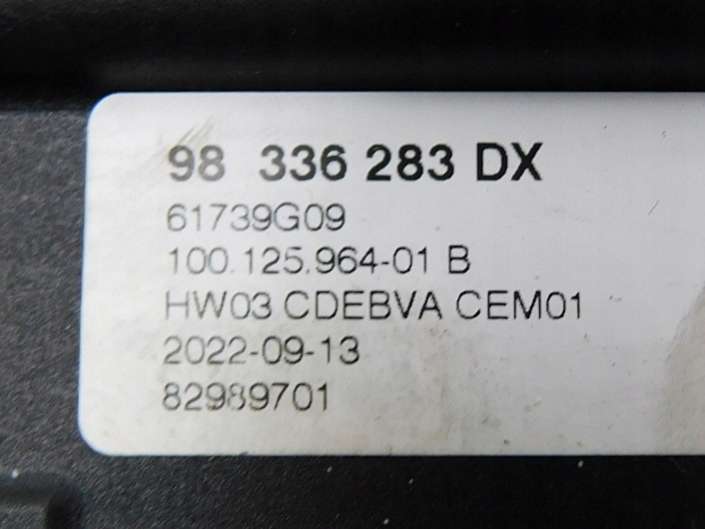 98 336 283 DX
61739G09
100.125.964-01 B
HW03 CDEBVA CEM01
2022-09-13
82989701